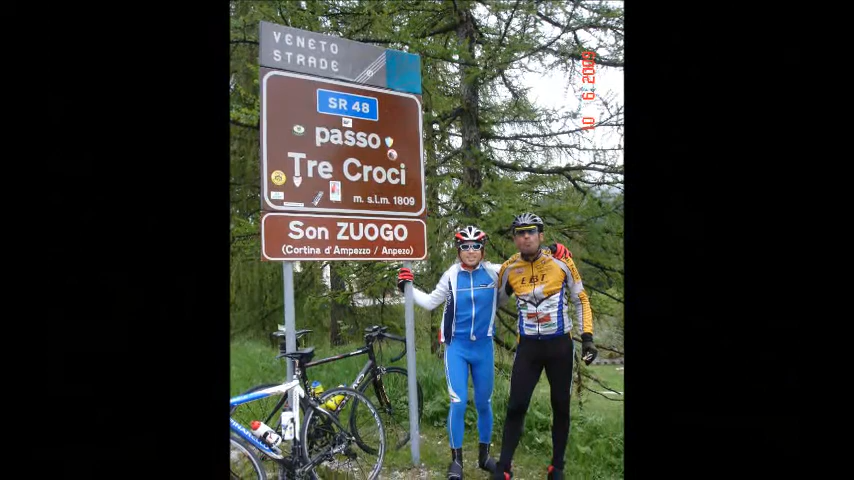 VENETO
STRADE
SR 48
passo
Tre Croci
m. s.l.m. 1809
Son ZUOGO
(Cortina d'Ampezzo / Anpezo)
10 6 2009